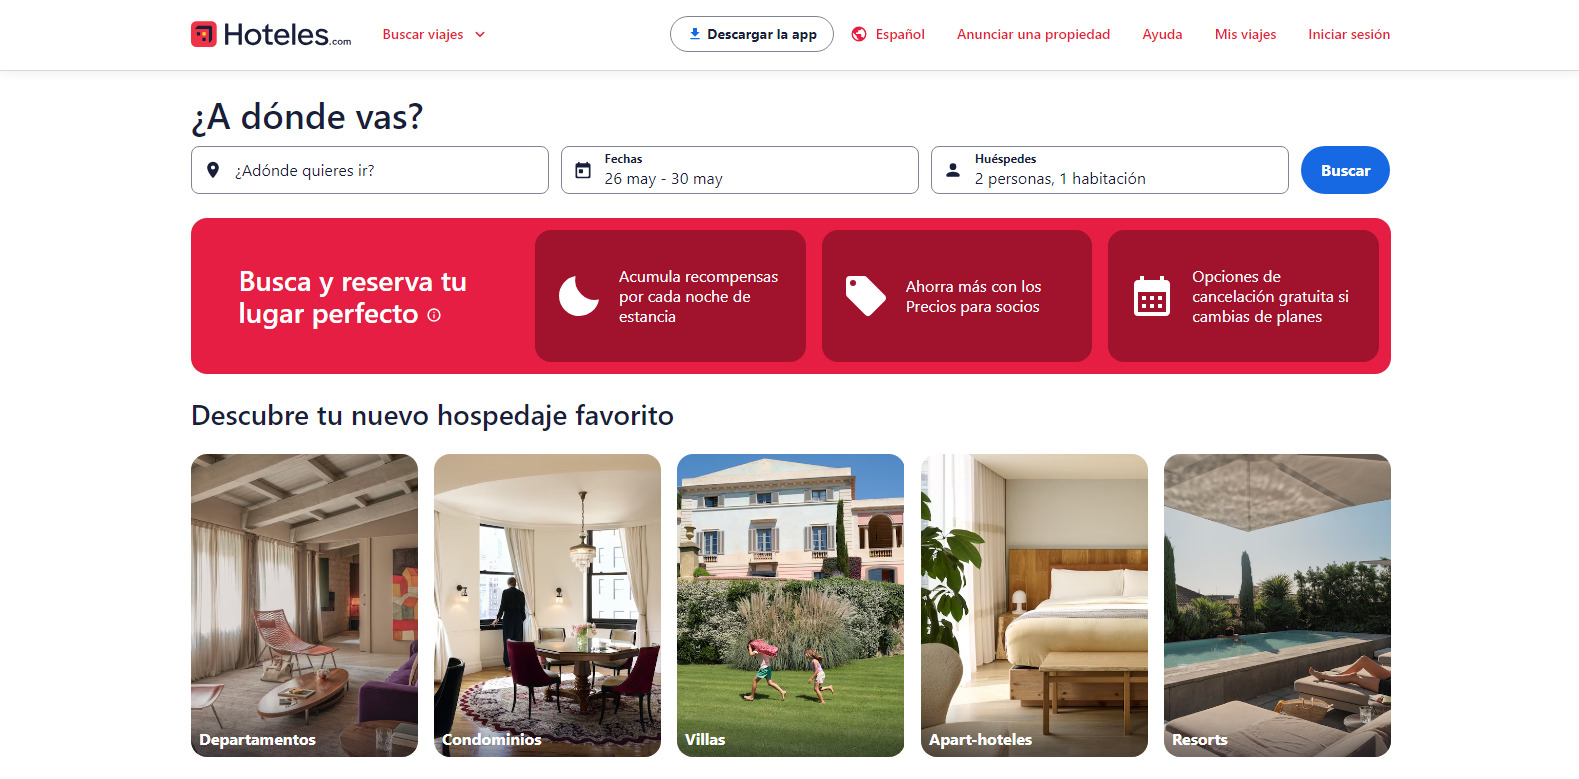 Hoteles.com
Buscar viajes
Descargar la app
Español
Anunciar una propiedad
Ayuda
Mis viajes
Iniciar sesión
¿A dónde vas?
¿Adónde quieres ir?
Fechas
26 may - 30 may
Huéspedes
2 personas, 1 habitación
Buscar
Busca y reserva tu
lugar perfecto
Acumula recompensas
por cada noche de
estancia
Ahorra más con los
Precios para socios
Opciones de
cancelación gratuita si
cambias de planes
Descubre tu nuevo hospedaje favorito
Departamentos
Condominios
Villas
Apart-hoteles
Resorts